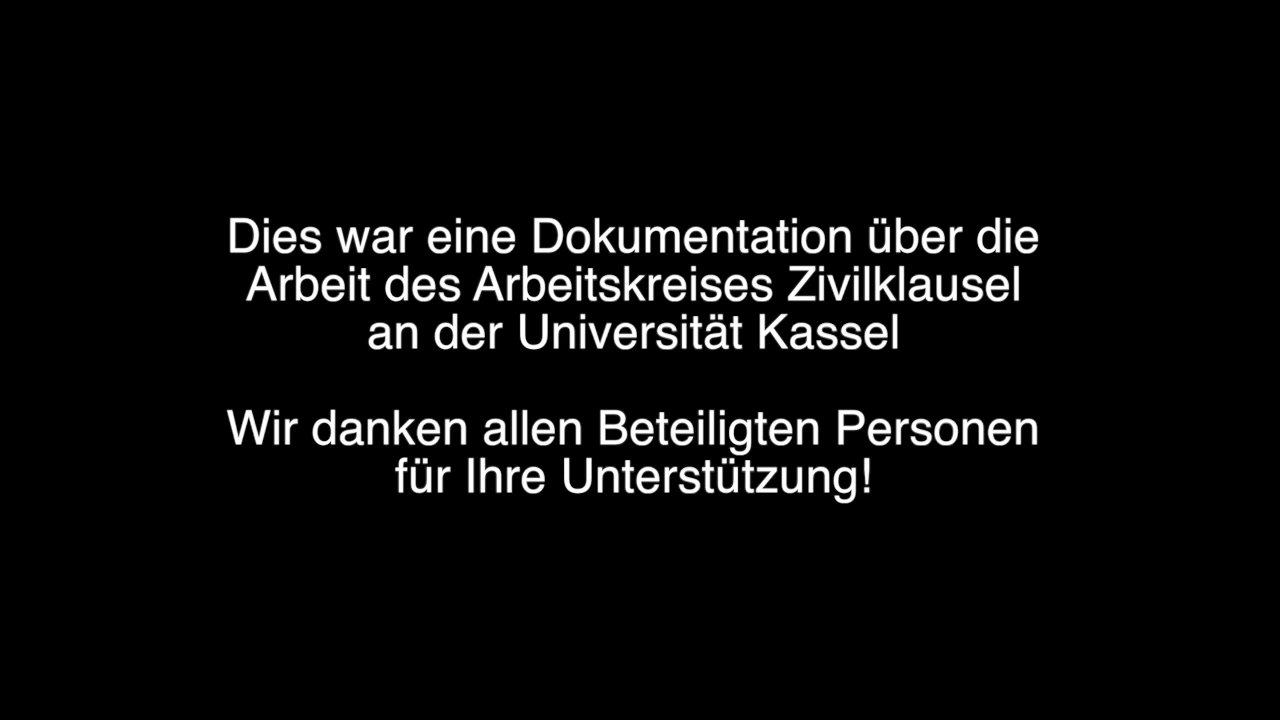 Dies war eine Dokumentation über die
Arbeit des Arbeitskreises Zivilklausel
an der Universität Kassel
Wir danken allen Beteiligten Personen
für Ihre Unterstützung!